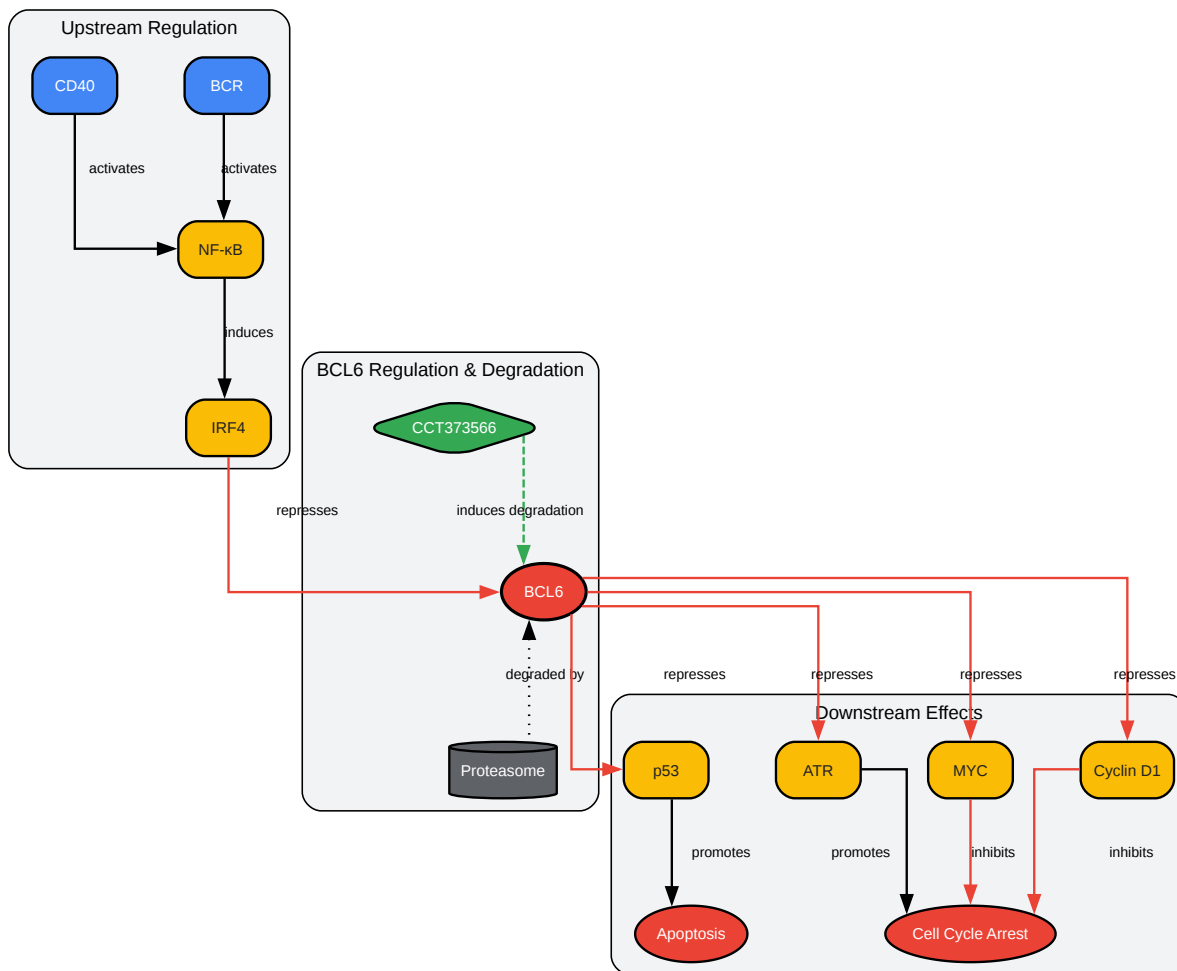 Upstream Regulation
CD40
BCR
activates
activates
NF-κB
induces
IRF4
BCL6 Regulation & Degradation
CCT373566
represses
induces degradation
BCL6
degraded by
represses
represses
represses
represses
Downstream Effects
Proteasome
p53
ATR
MYC
Cyclin D1
promotes
promotes
inhibits
inhibits
Apoptosis
Cell Cycle Arrest